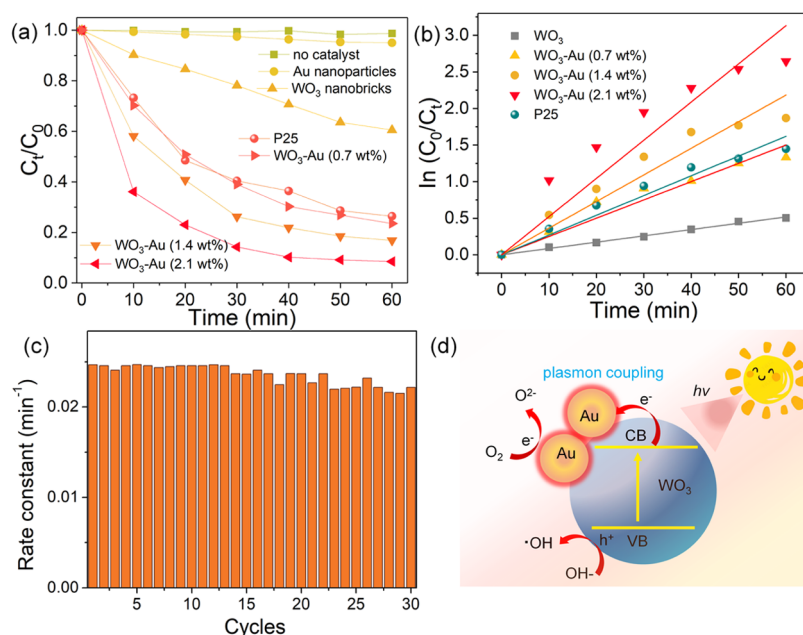 (a)
C_t/C_0
1.0
0.8
0.6
0.4
0.2
0.0
no catalyst
Au nanoparticles
WO₃ nanobricks
P25
WO₃-Au (0.7 wt%)
WO₃-Au (1.4 wt%)
WO₃-Au (2.1 wt%)
0 10 20 30 40 50 60
Time (min)
(b)
ln (C₀/Cₜ)
3.0
2.5
2.0
1.5
1.0
0.5
0.0
WO₃
WO₃-Au (0.7 wt%)
WO₃-Au (1.4 wt%)
WO₃-Au (2.1 wt%)
P25
0 10 20 30 40 50 60
Time (min)
(c)
Rate constant (min⁻¹)
0.02
0.01
0.00
5 10 15 20 25 30
Cycles
(d)
plasmon coupling
hv
O²⁻
e⁻
Au
CB
e⁻
O₂
Au
WO₃
h⁺
VB
·OH
OH-